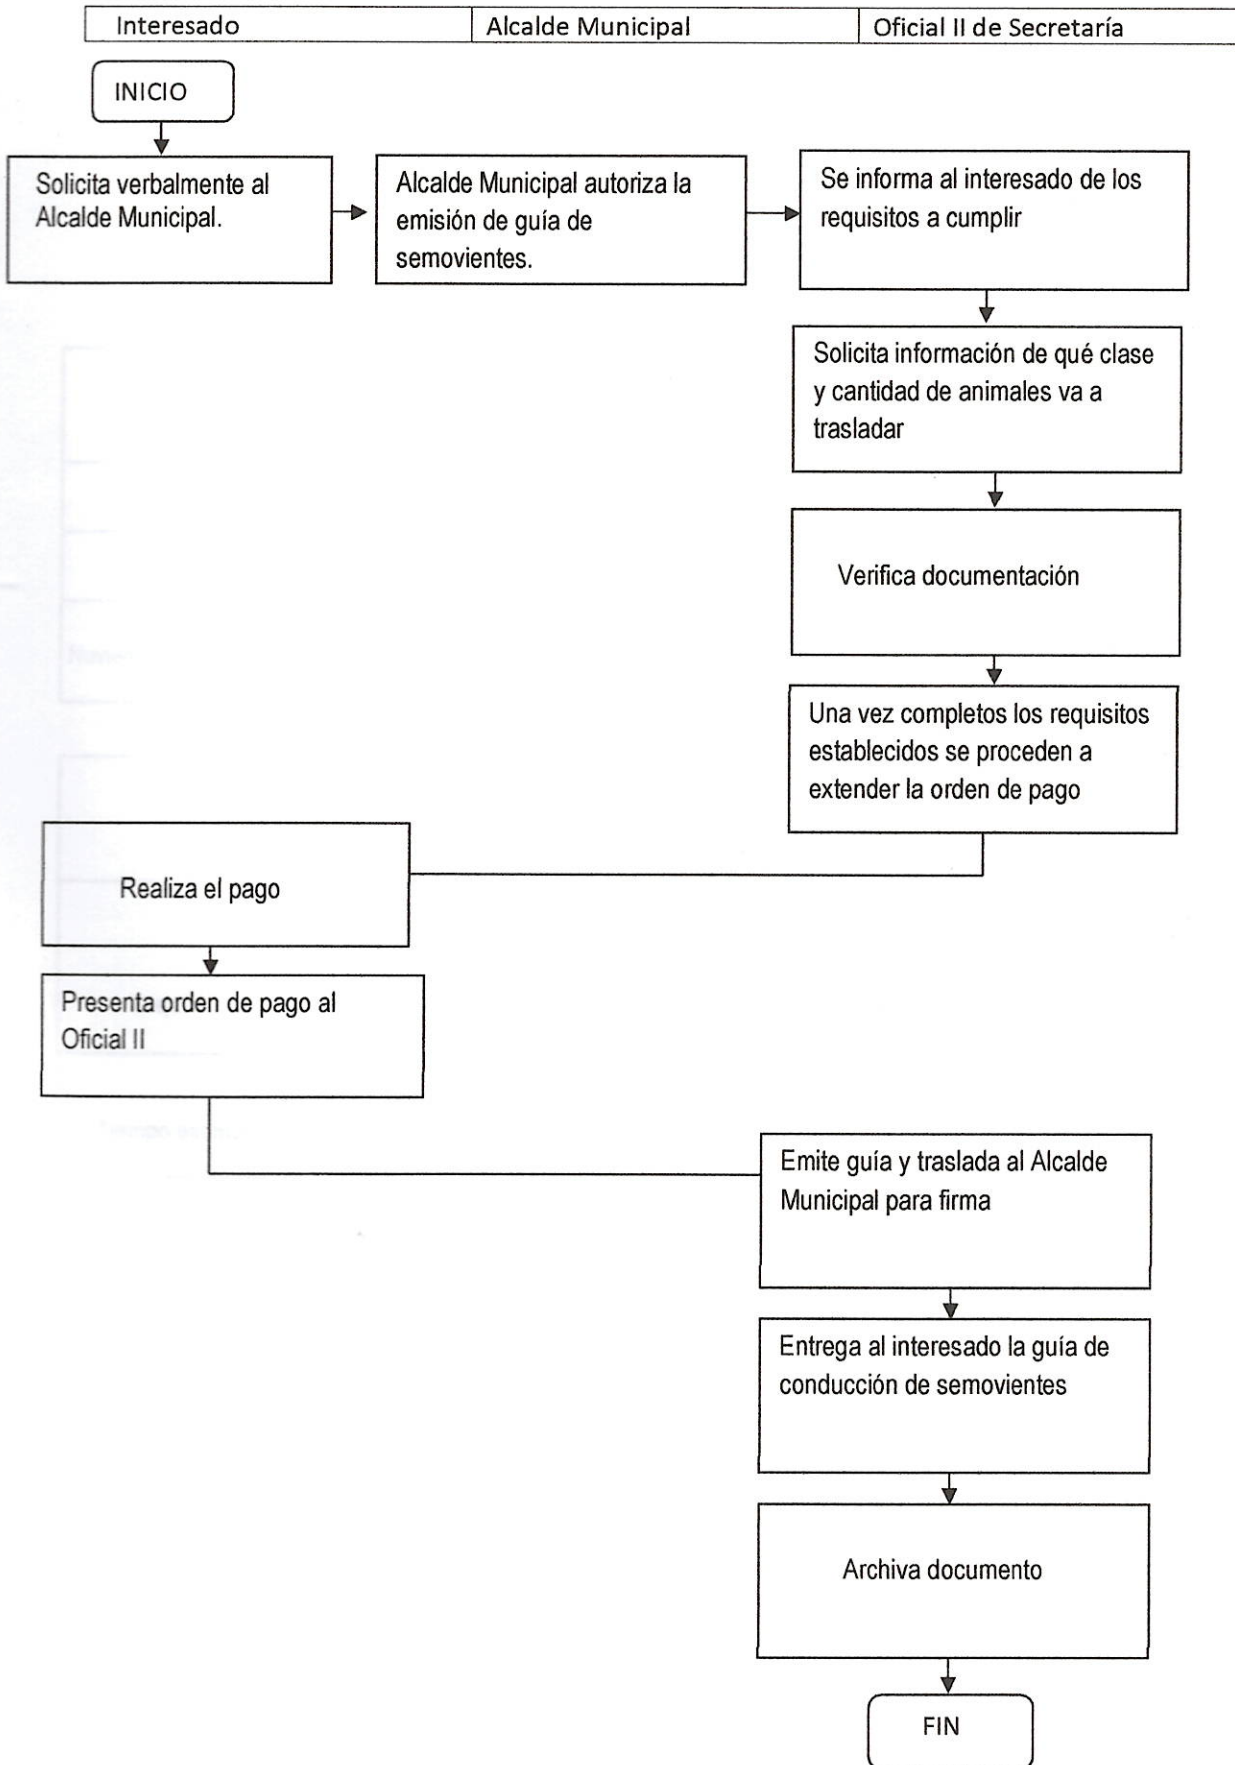 Interesado
Alcalde Municipal
Oficial II de Secretaría
INICIO
Solicita verbalmente al
Alcalde Municipal.
Alcalde Municipal autoriza la
emisión de guía de
semovientes.
Se informa al interesado de los
requisitos a cumplir
Solicita información de qué clase
y cantidad de animales va a
trasladar
Verifica documentación
Una vez completos los requisitos
establecidos se proceden a
extender la orden de pago
Realiza el pago
Presenta orden de pago al
Oficial II
Emite guía y traslada al Alcalde
Municipal para firma
Entrega al interesado la guía de
conducción de semovientes
Archiva documento
FIN